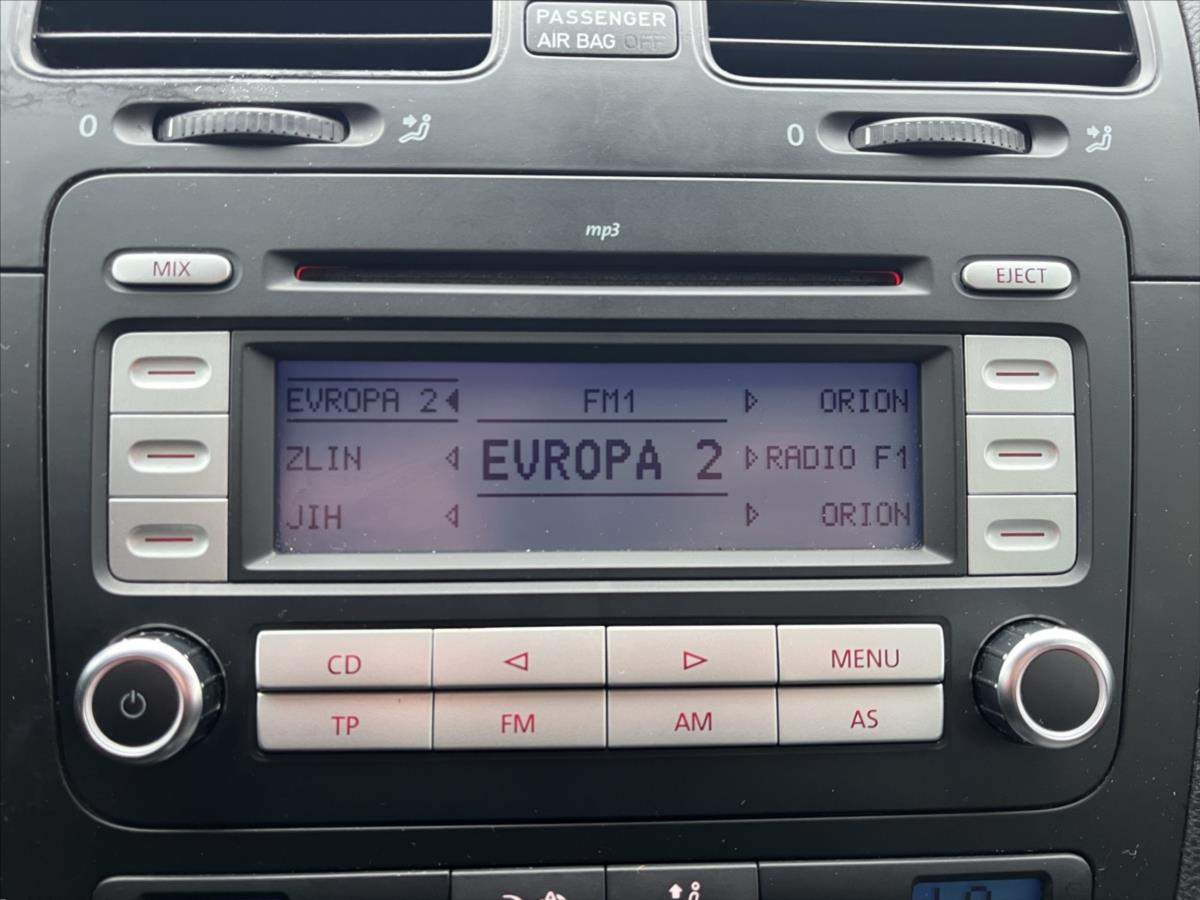 PASSENGER
AIR BAG OFF
0
0
mp3
MIX
EJECT
EVROPA 2
FM1
ORION
ZLIN
EVROPA 2
RADIO F1
JIH
ORION
CD
MENU
TP
FM
AM
AS